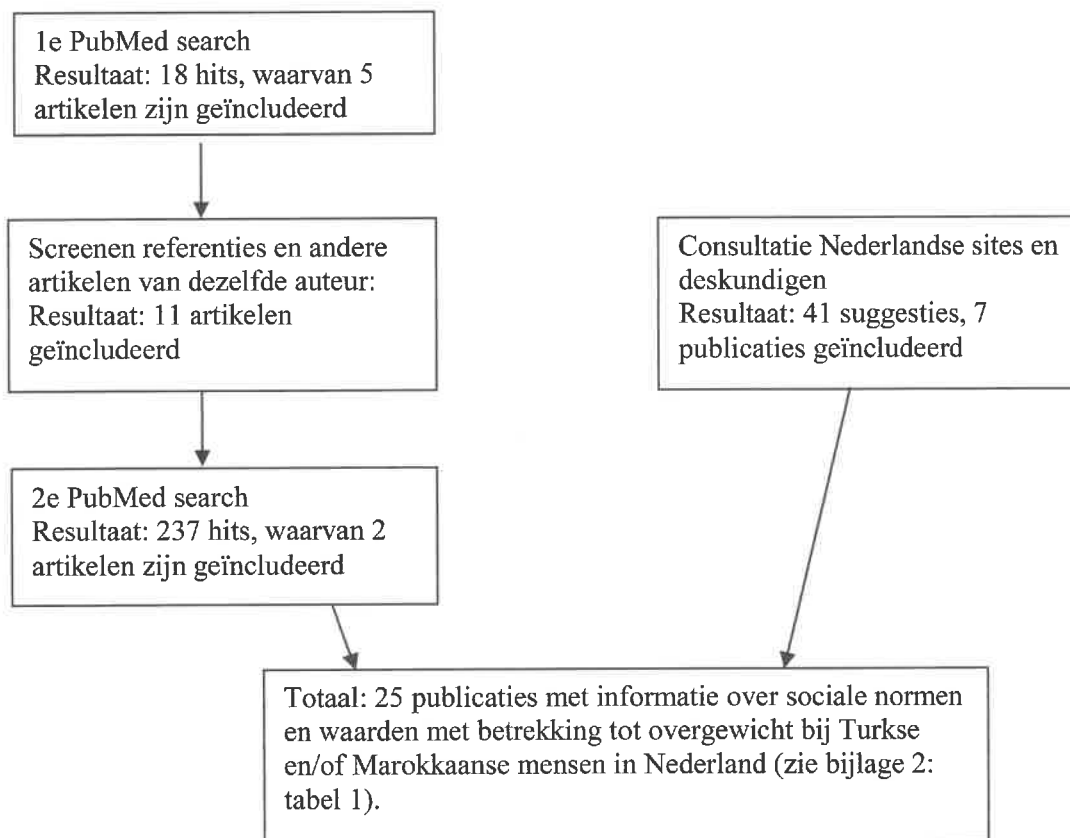 1e PubMed search
Resultaat: 18 hits, waarvan 5
artikelen zijn geïncludeerd
Screenen referenties en andere
artikelen van dezelfde auteur:
Resultaat: 11 artikelen
geïncludeerd
Consultatie Nederlandse sites en
deskundigen
Resultaat: 41 suggesties, 7
publicaties geïncludeerd
2e PubMed search
Resultaat: 237 hits, waarvan 2
artikelen zijn geïncludeerd
Totaal: 25 publicaties met informatie over sociale normen
en waarden met betrekking tot overgewicht bij Turkse
en/of Marokkaanse mensen in Nederland (zie bijlage 2:
tabel 1).